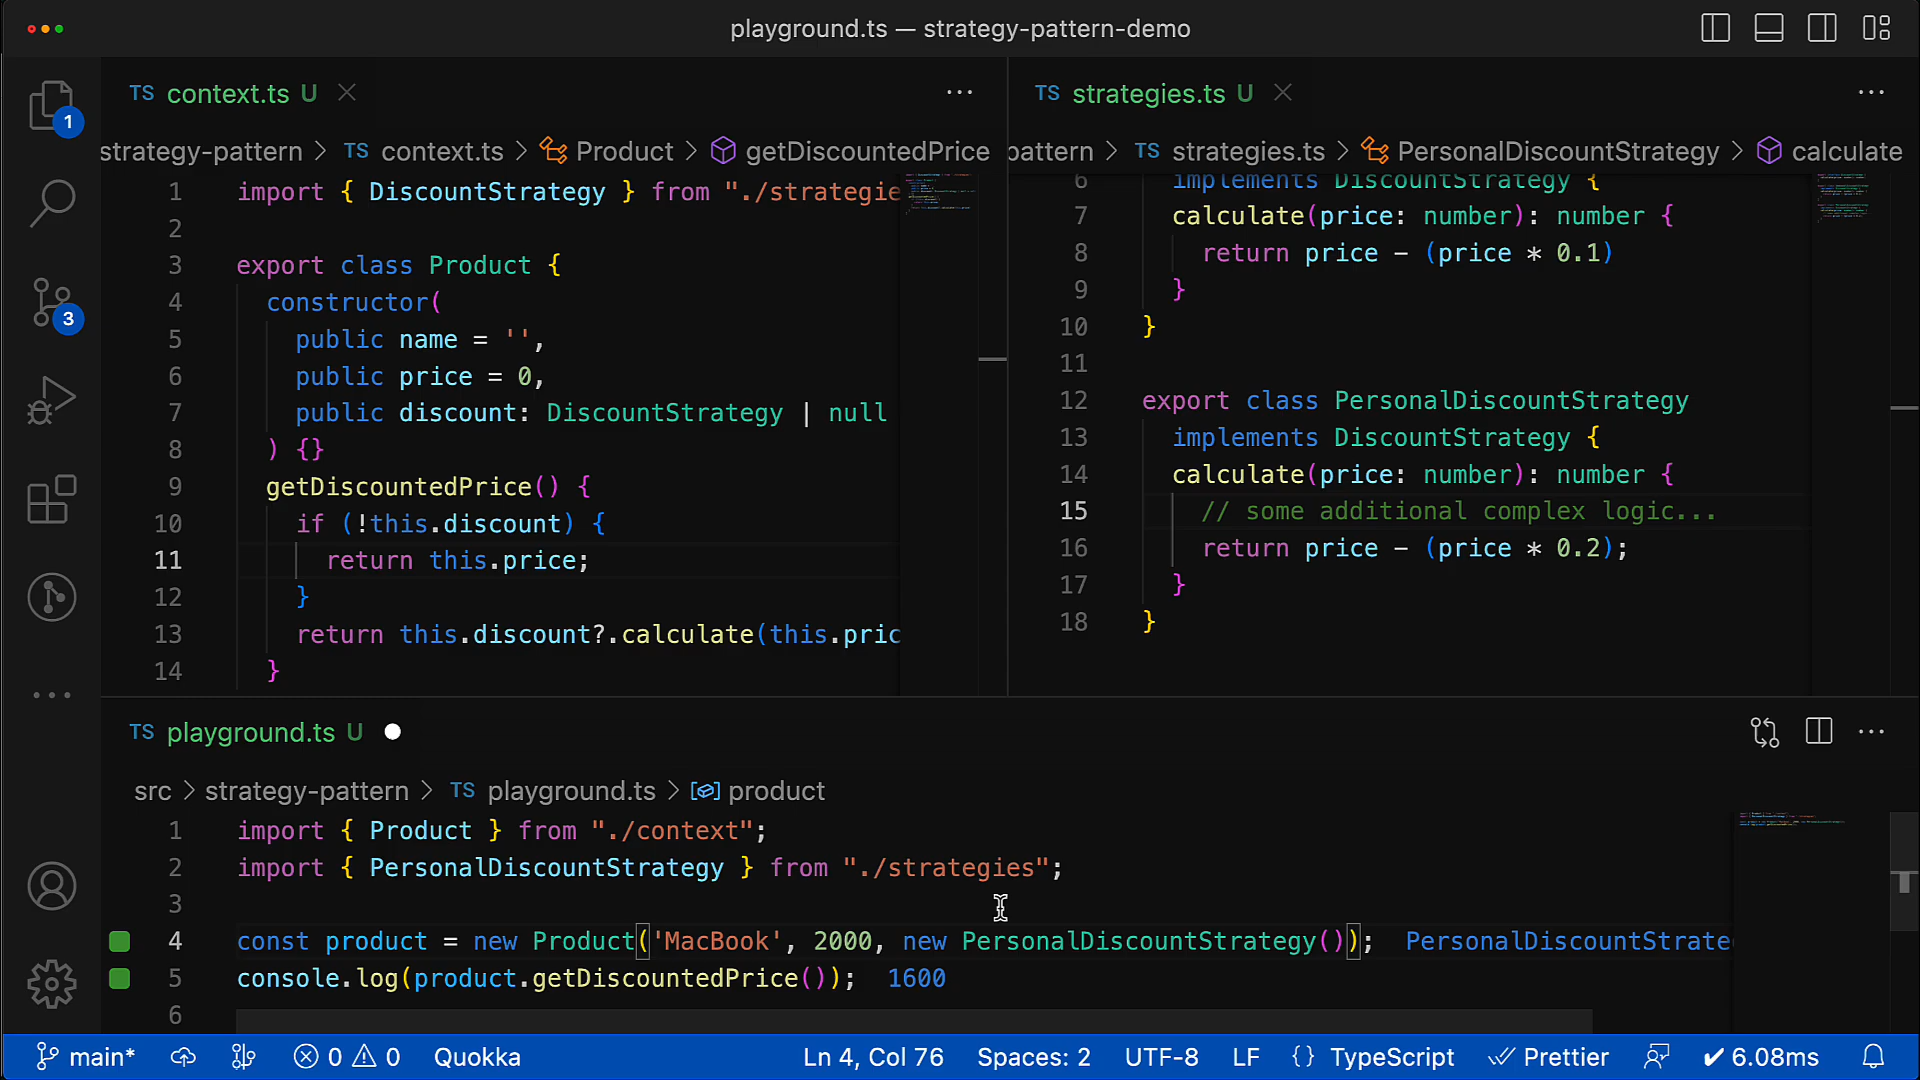 playground.ts — strategy-pattern-demo
TS context.ts U
strategy-pattern > TS context.ts > Product > getDiscountedPrice
1 import { DiscountStrategy } from "./strategie
2
3 export class Product {
4 constructor(
5 public name = '',
6 public price = 0,
7 public discount: DiscountStrategy | null
8 ) {}
9 getDiscountedPrice() {
10 if (!this.discount) {
11 return this.price;
12 }
13 return this.discount?.calculate(this.pric
14 }
TS strategies.ts U
pattern > TS strategies.ts > PersonalDiscountStrategy > calculate
6 implements DiscountStrategy {
7 calculate(price: number): number {
8 return price - (price * 0.1)
9 }
10 }
11
12 export class PersonalDiscountStrategy
13 implements DiscountStrategy {
14 calculate(price: number): number {
15 // some additional complex logic...
16 return price - (price * 0.2);
17 }
18 }
1
3
TS playground.ts U
src > strategy-pattern > TS playground.ts > product
1 import { Product } from "./context";
2 import { PersonalDiscountStrategy } from "./strategies";
3
4 const product = new Product('MacBook', 2000, new PersonalDiscountStrategy()); PersonalDiscountStrate
5 console.log(product.getDiscountedPrice()); 1600
6
main* 0 0 Quokka Ln 4, Col 76 Spaces: 2 UTF-8 LF {} TypeScript Prettier ✔ 6.08ms